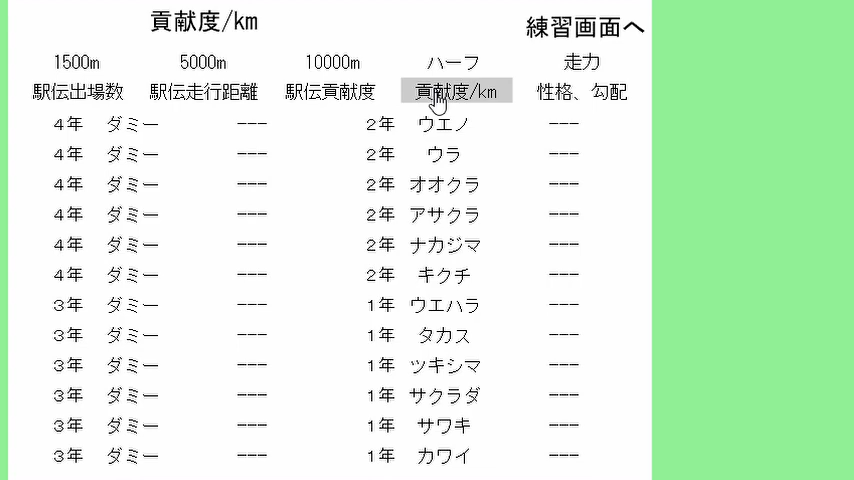 貢献度/km 練習画面へ
1500m 5000m 10000m ハーフ 走力
駅伝出場数 駅伝走行距離 駅伝貢献度 貢献度/km 性格、勾配
4年 ダミー --- 2年 ウエノ ---
4年 ダミー --- 2年 ウラ ---
4年 ダミー --- 2年 オオクラ ---
4年 ダミー --- 2年 アサクラ ---
4年 ダミー --- 2年 ナカジマ ---
4年 ダミー --- 2年 キクチ ---
3年 ダミー --- 1年 ウエハラ ---
3年 ダミー --- 1年 タカス ---
3年 ダミー --- 1年 ツキシマ ---
3年 ダミー --- 1年 サクラダ ---
3年 ダミー --- 1年 サワキ ---
3年 ダミー --- 1年 カワイ ---